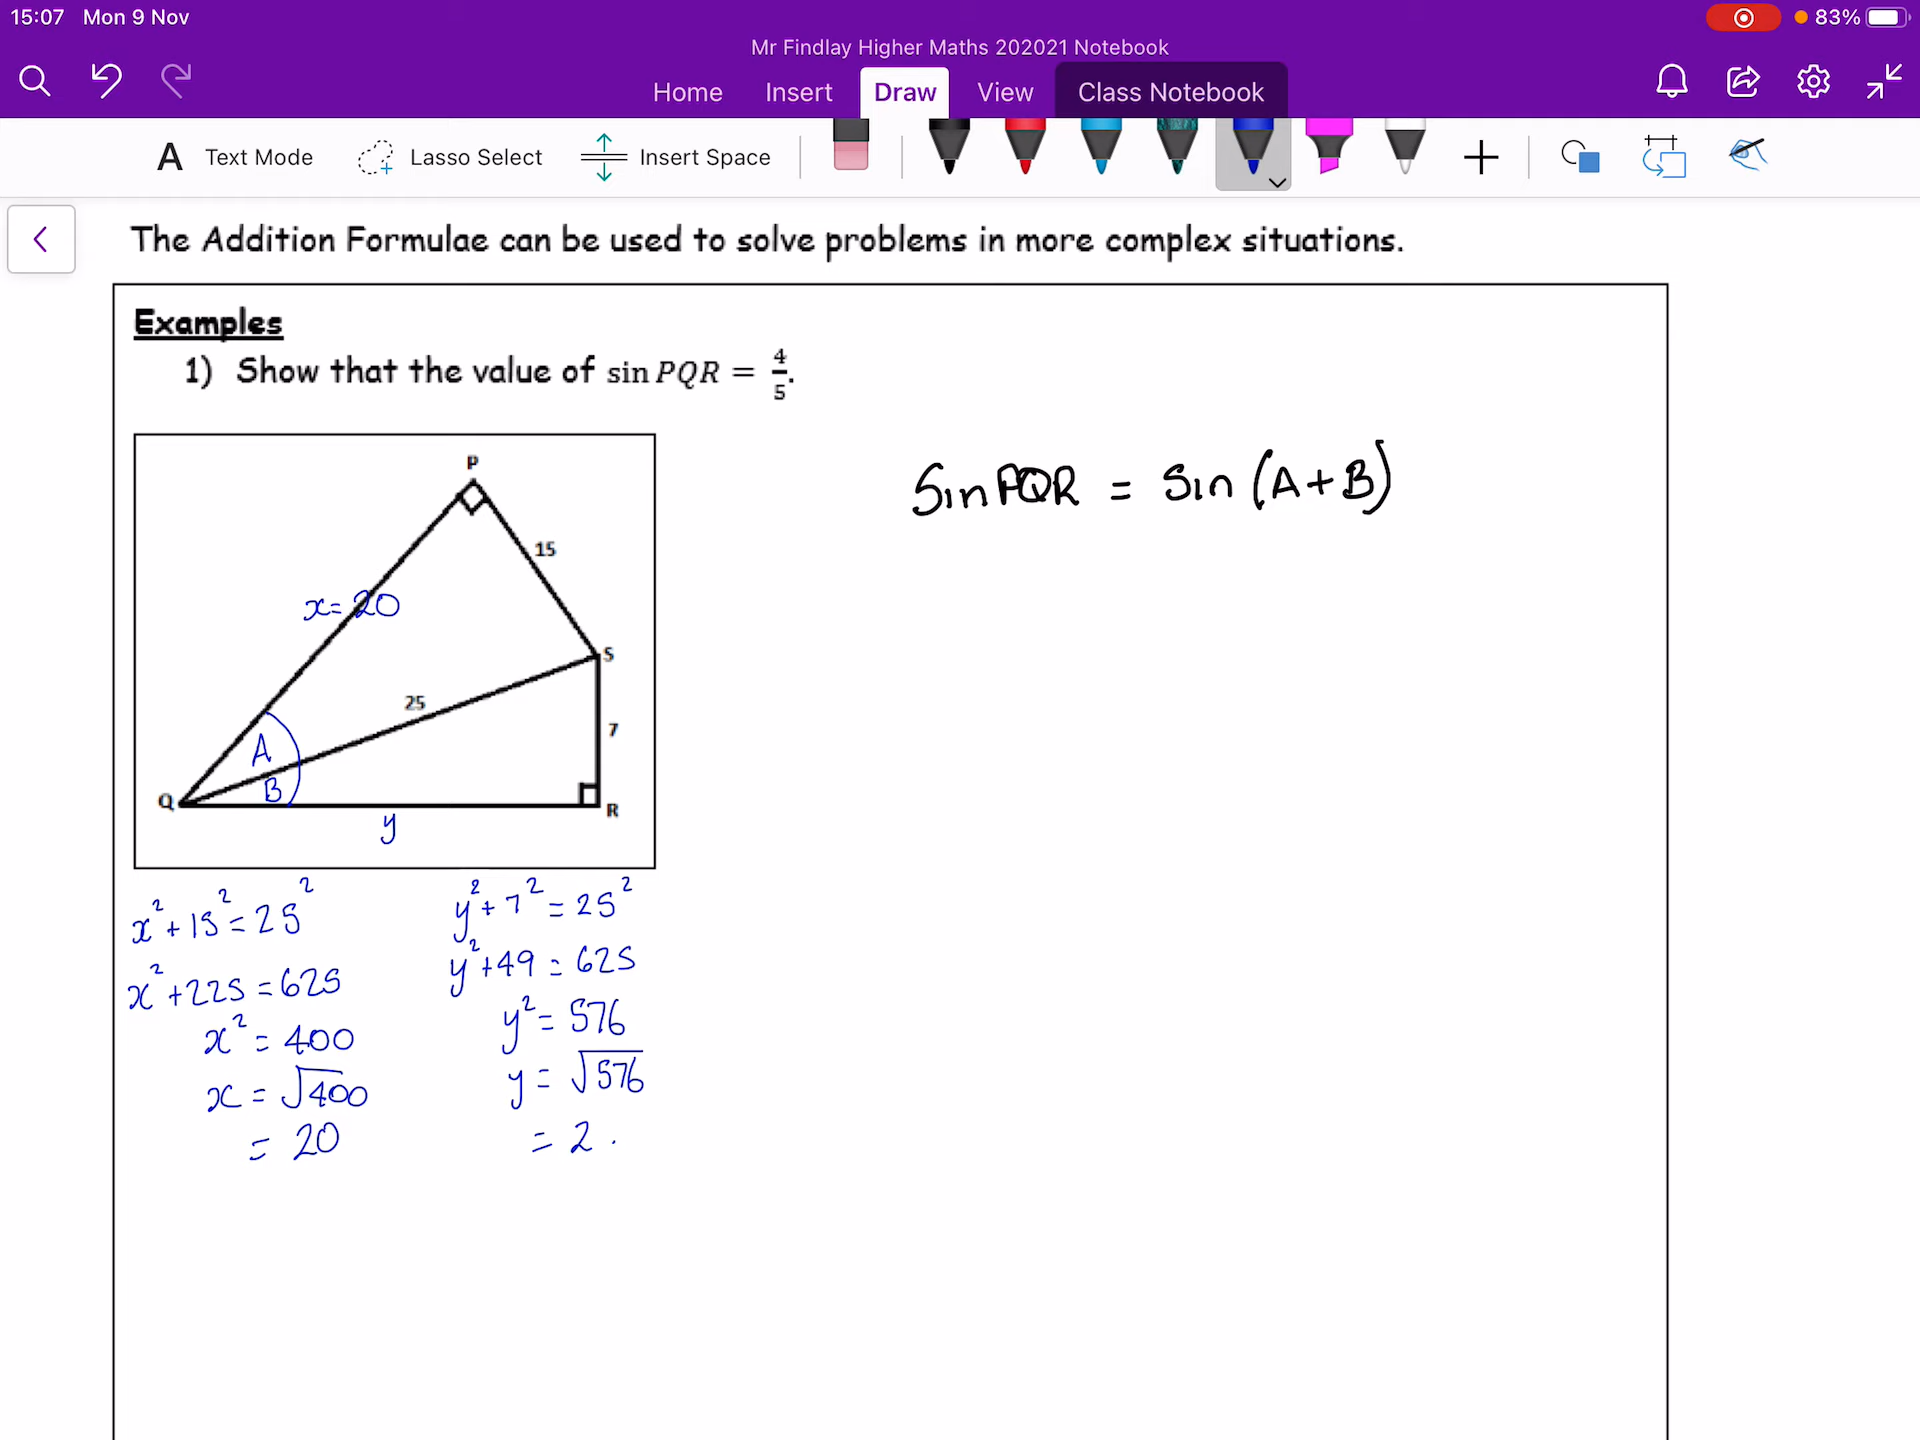 15:07 Mon 9 Nov
83%
Mr Findlay Higher Maths 202021 Notebook
Home Insert Draw View Class Notebook
A Text Mode Lasso Select Insert Space
The Addition Formulae can be used to solve problems in more complex situations.
Examples
1) Show that the value of sin PQR = 4/5.
Sin PQR = Sin (A+B)
P
15
x=20
S
25
7
A
B
Q
R
y
x²+15²=25²
x²+225=625
x²=400
x=√400
=20
y²+7²=25²
y²+49=625
y²=576
y=√576
=2